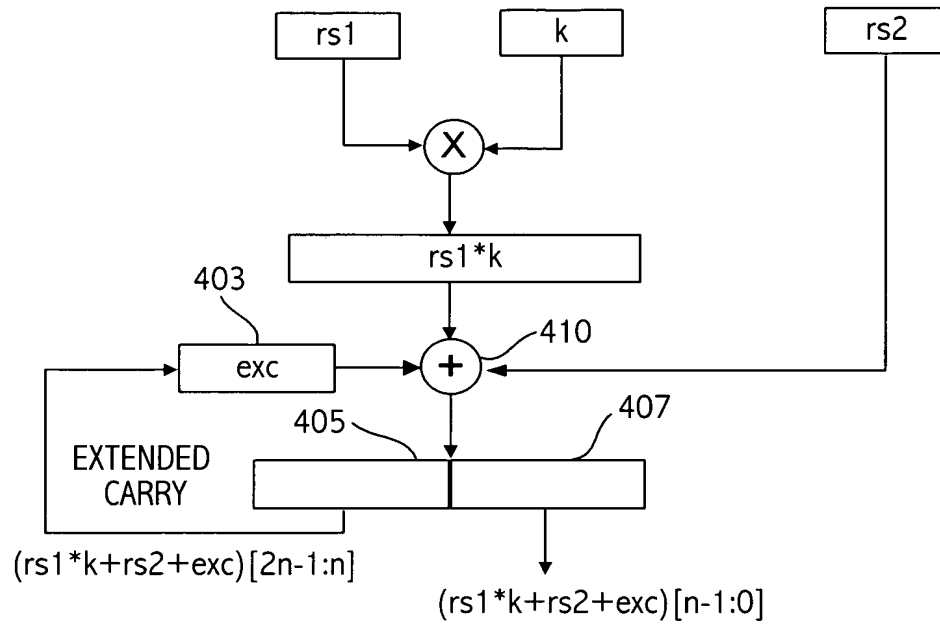 rs1
k
rs2
X
rs1*k
403
exc
+
410
405
407
EXTENDED
CARRY
(rs1*k+rs2+exc)[2n-1:n]
(rs1*k+rs2+exc)[n-1:0]